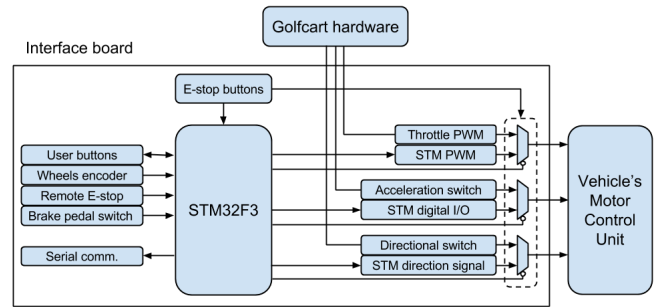 Golfcart hardware
Interface board
E-stop buttons
Throttle PWM
STM PWM
User buttons
Wheels encoder
Remote E-stop
Brake pedal switch
Serial comm.
STM32F3
Acceleration switch
STM digital I/O
Directional switch
STM direction signal
Vehicle's
Motor
Control
Unit